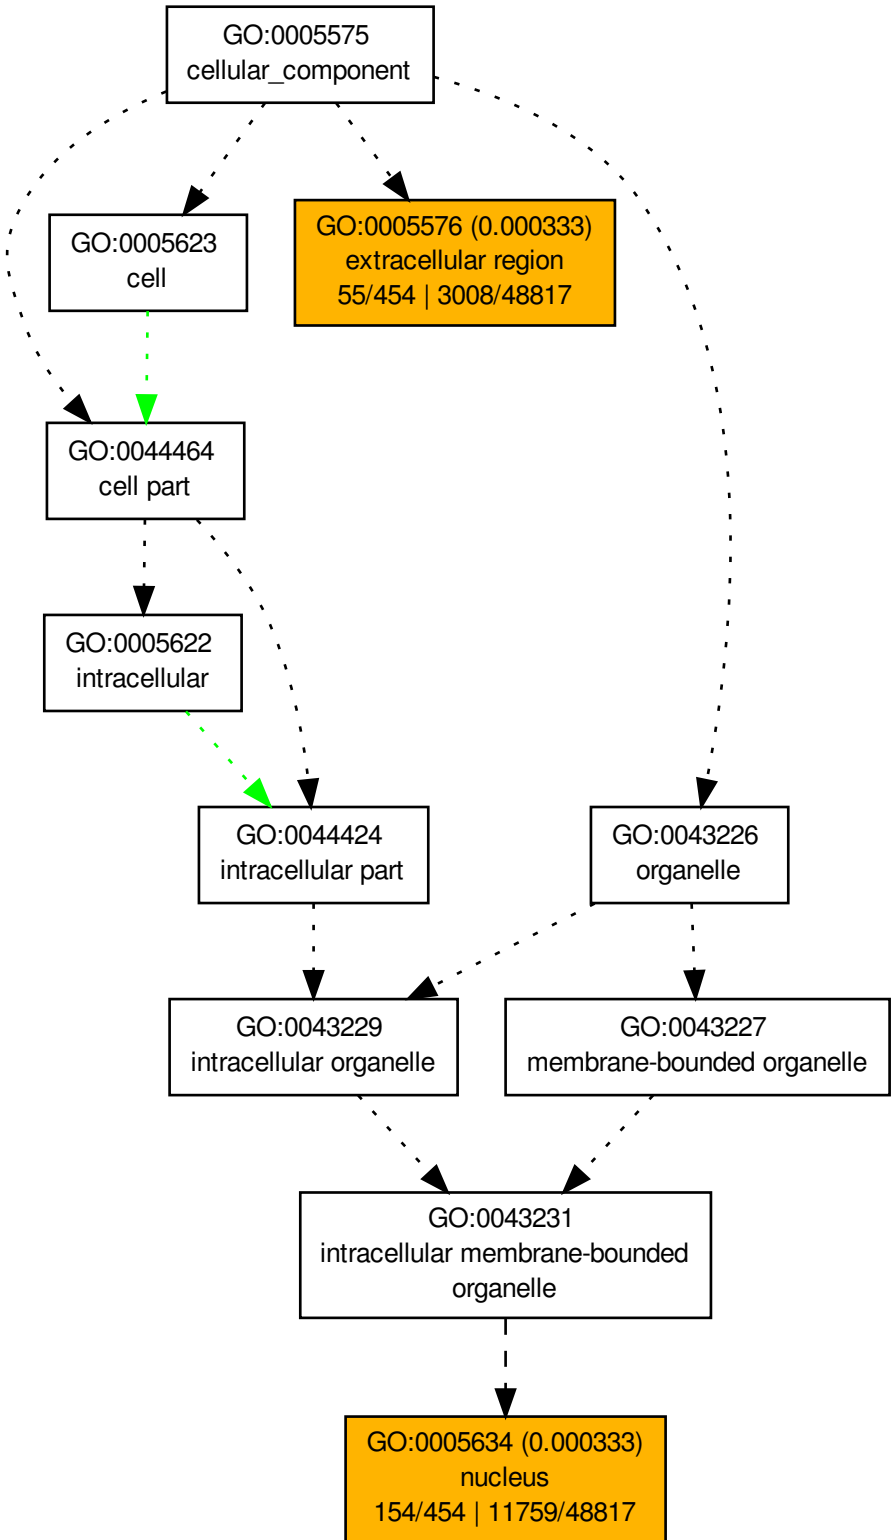 GO:0005575
cellular_component
GO:0005623
cell
GO:0005576 (0.000333)
extracellular region
55/454 | 3008/48817
GO:0044464
cell part
GO:0005622
intracellular
GO:0044424
intracellular part
GO:0043226
organelle
GO:0043229
intracellular organelle
GO:0043227
membrane-bounded organelle
GO:0043231
intracellular membrane-bounded
organelle
GO:0005634 (0.000333)
nucleus
154/454 | 11759/48817